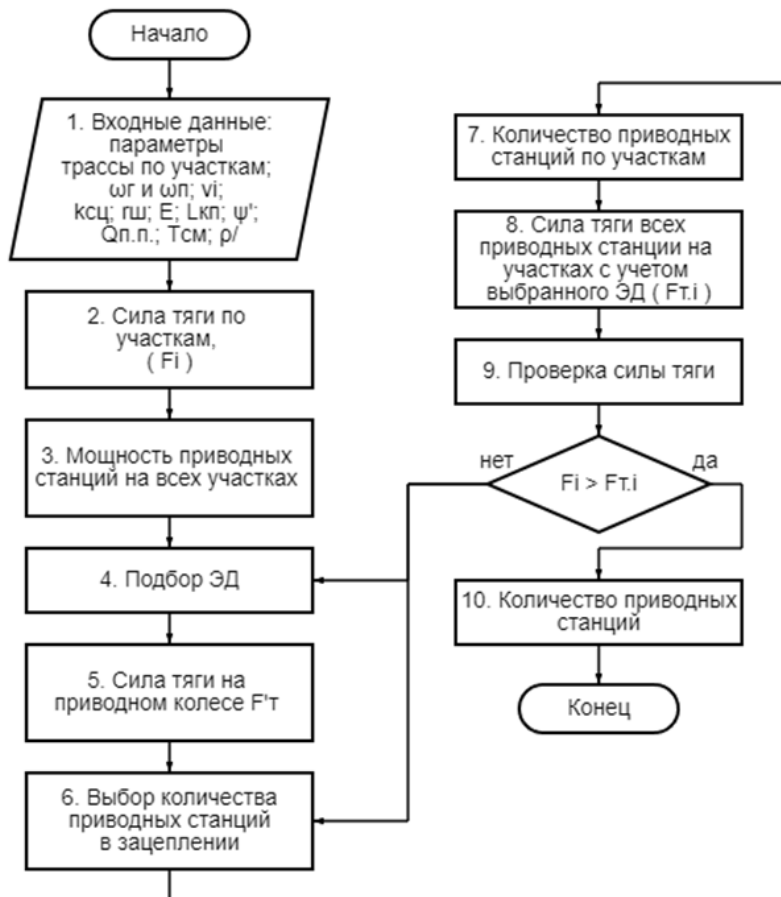 Начало
1. Входные данные:
параметры
трассы по участкам;
ωг и ωп; vi;
kсц; rш; E; Lкп; ψ';
Qп.п.; Tсм; ρ/
2. Сила тяги по
участкам,
( Fi )
3. Мощность приводных
станций на всех участках
4. Подбор ЭД
5. Сила тяги на
приводном колесе F'т
6. Выбор количества
приводных станций
в зацеплении
7. Количество приводных
станций по участкам
8. Сила тяги всех
приводных станции на
участках с учетом
выбранного ЭД ( Fт.i )
9. Проверка силы тяги
нет
да
Fi > Fт.i
10. Количество приводных
станций
Конец